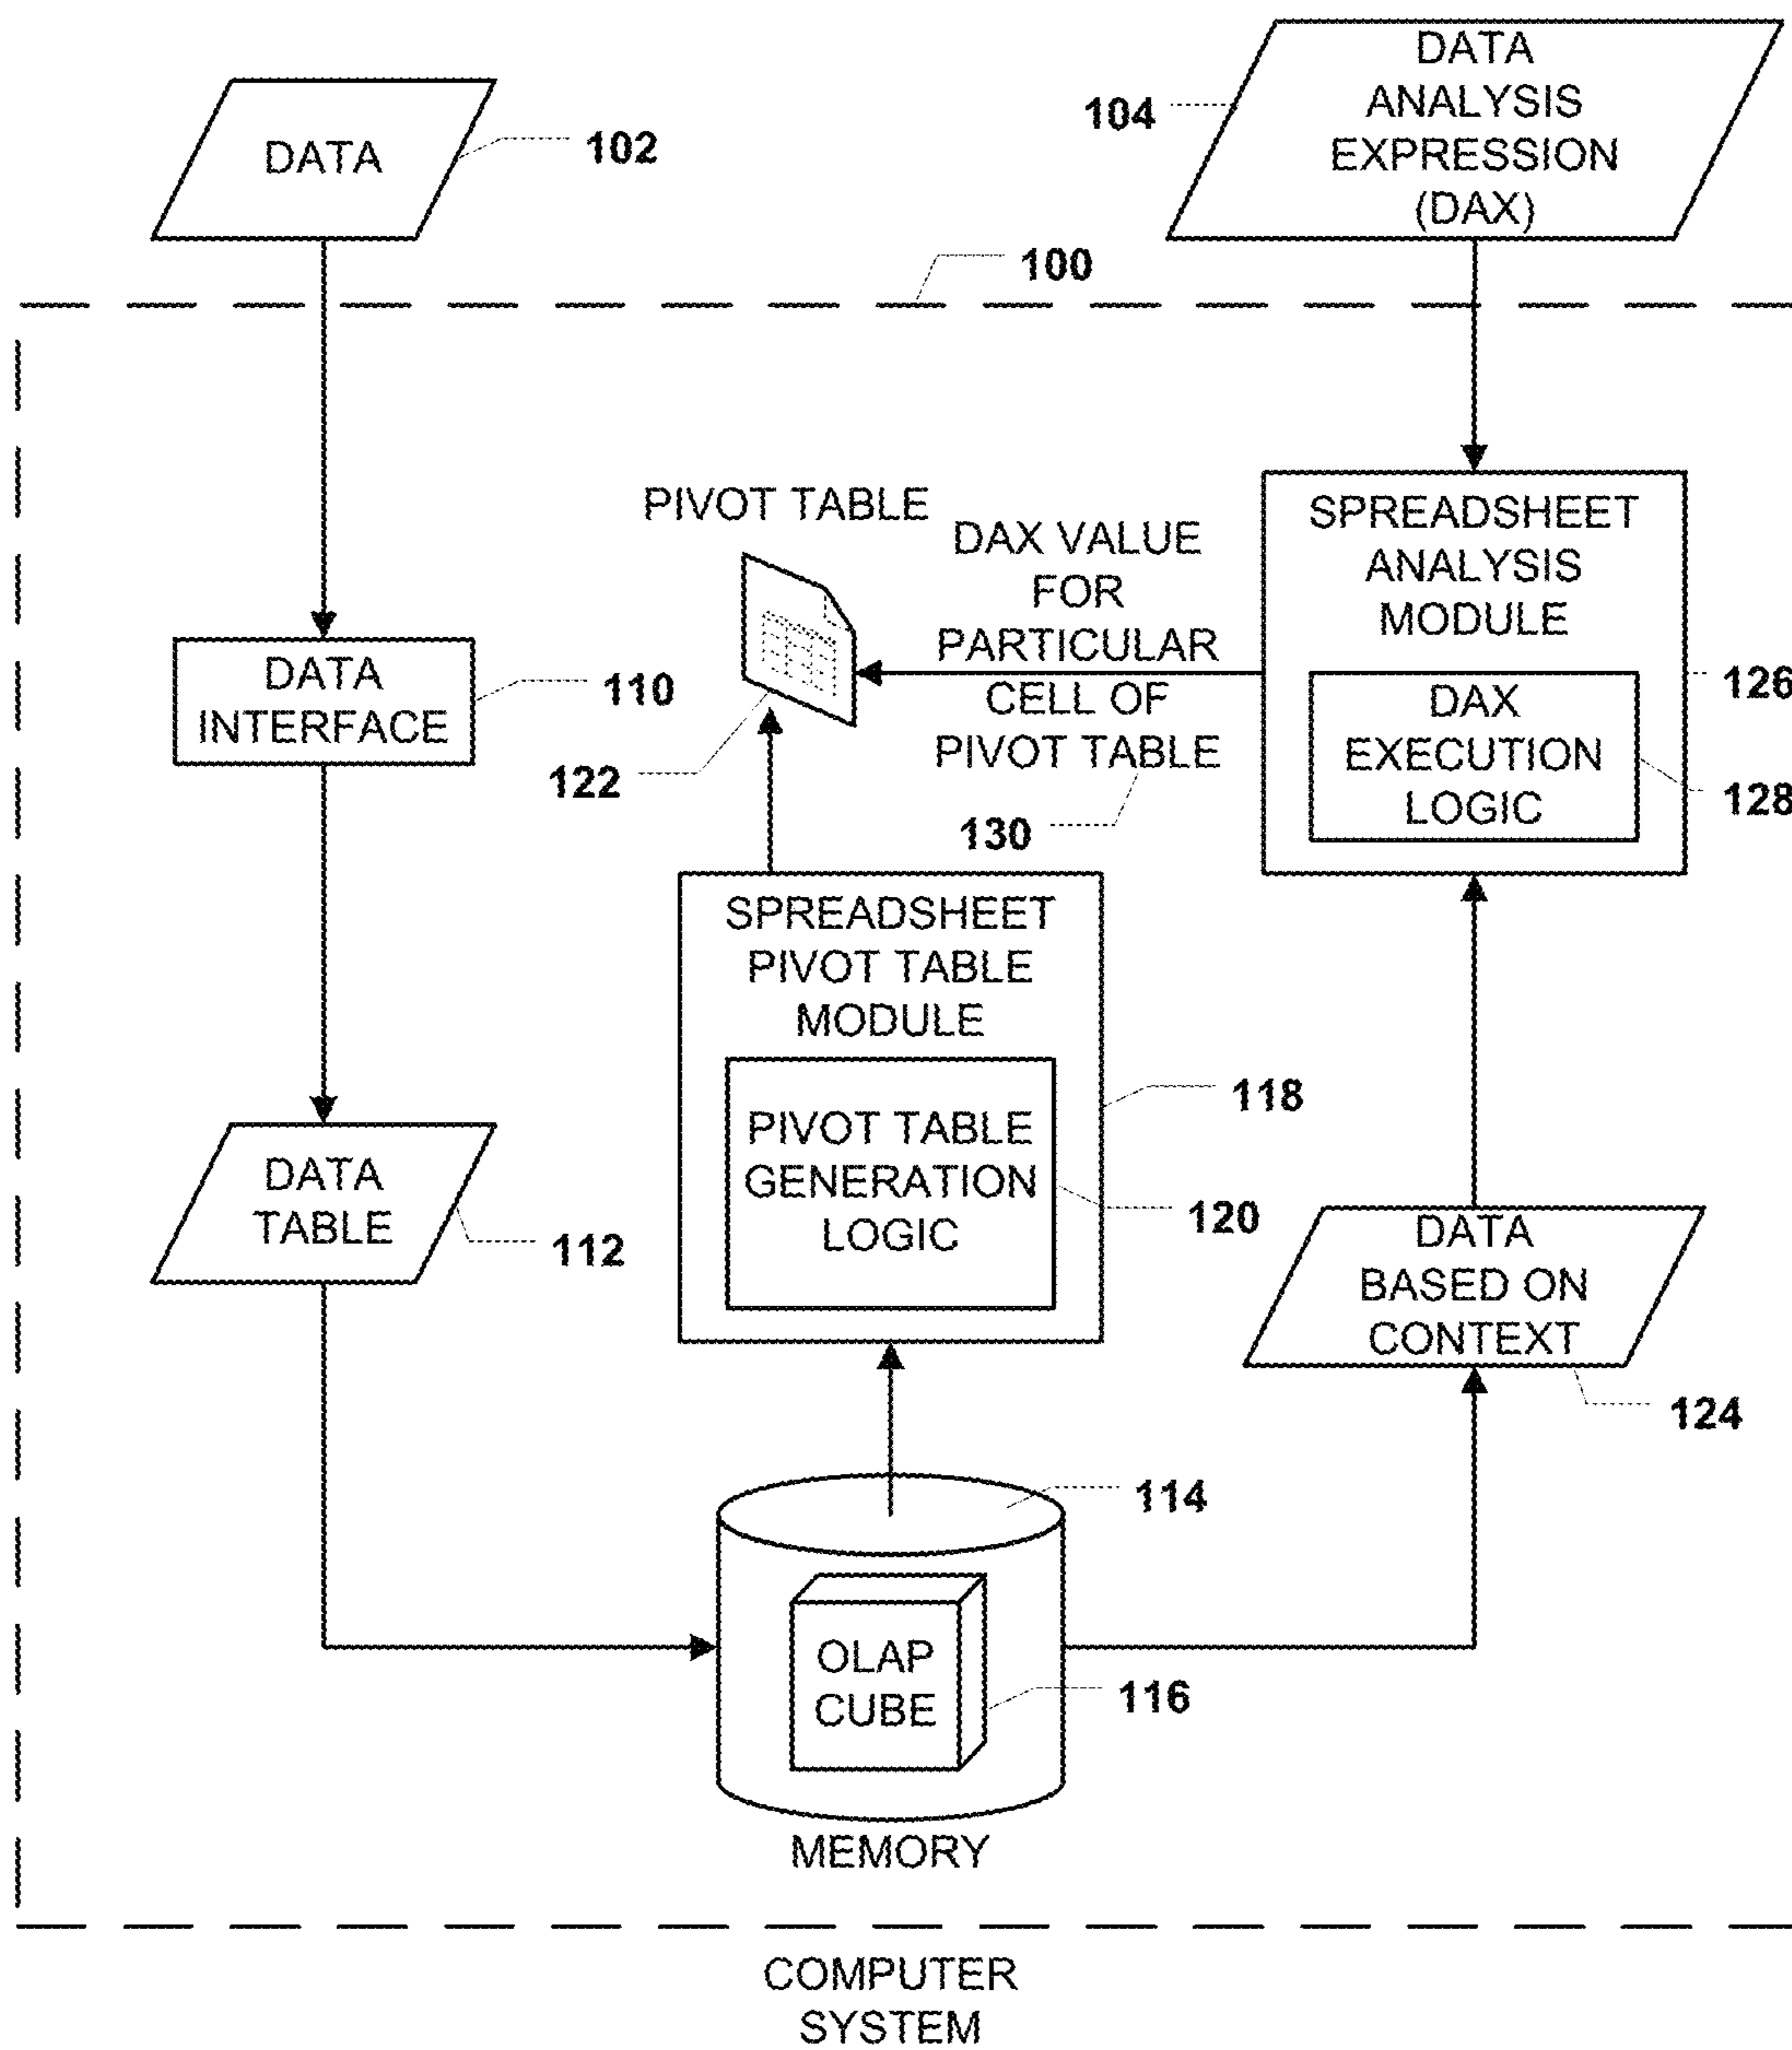 DATA
102
104
DATA
ANALYSIS
EXPRESSION
(DAX)
100
PIVOT TABLE
DAX VALUE
FOR
PARTICULAR
CELL OF
PIVOT TABLE
130
122
SPREADSHEET
ANALYSIS
MODULE
126
DAX
EXECUTION
LOGIC
128
DATA
INTERFACE
110
SPREADSHEET
PIVOT TABLE
MODULE
118
PIVOT TABLE
GENERATION
LOGIC
120
DATA
TABLE
112
DATA
BASED ON
CONTEXT
124
114
OLAP
CUBE
116
MEMORY
COMPUTER
SYSTEM